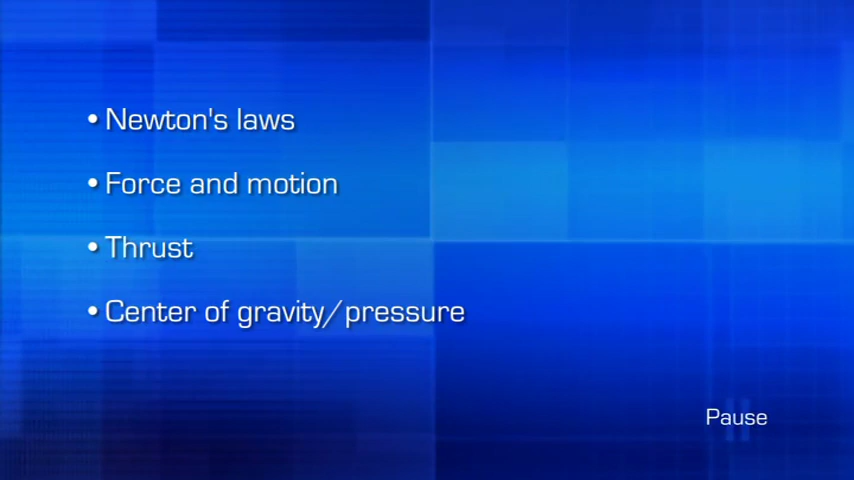 • Newton's laws
• Force and motion
• Thrust
• Center of gravity/pressure
Pause